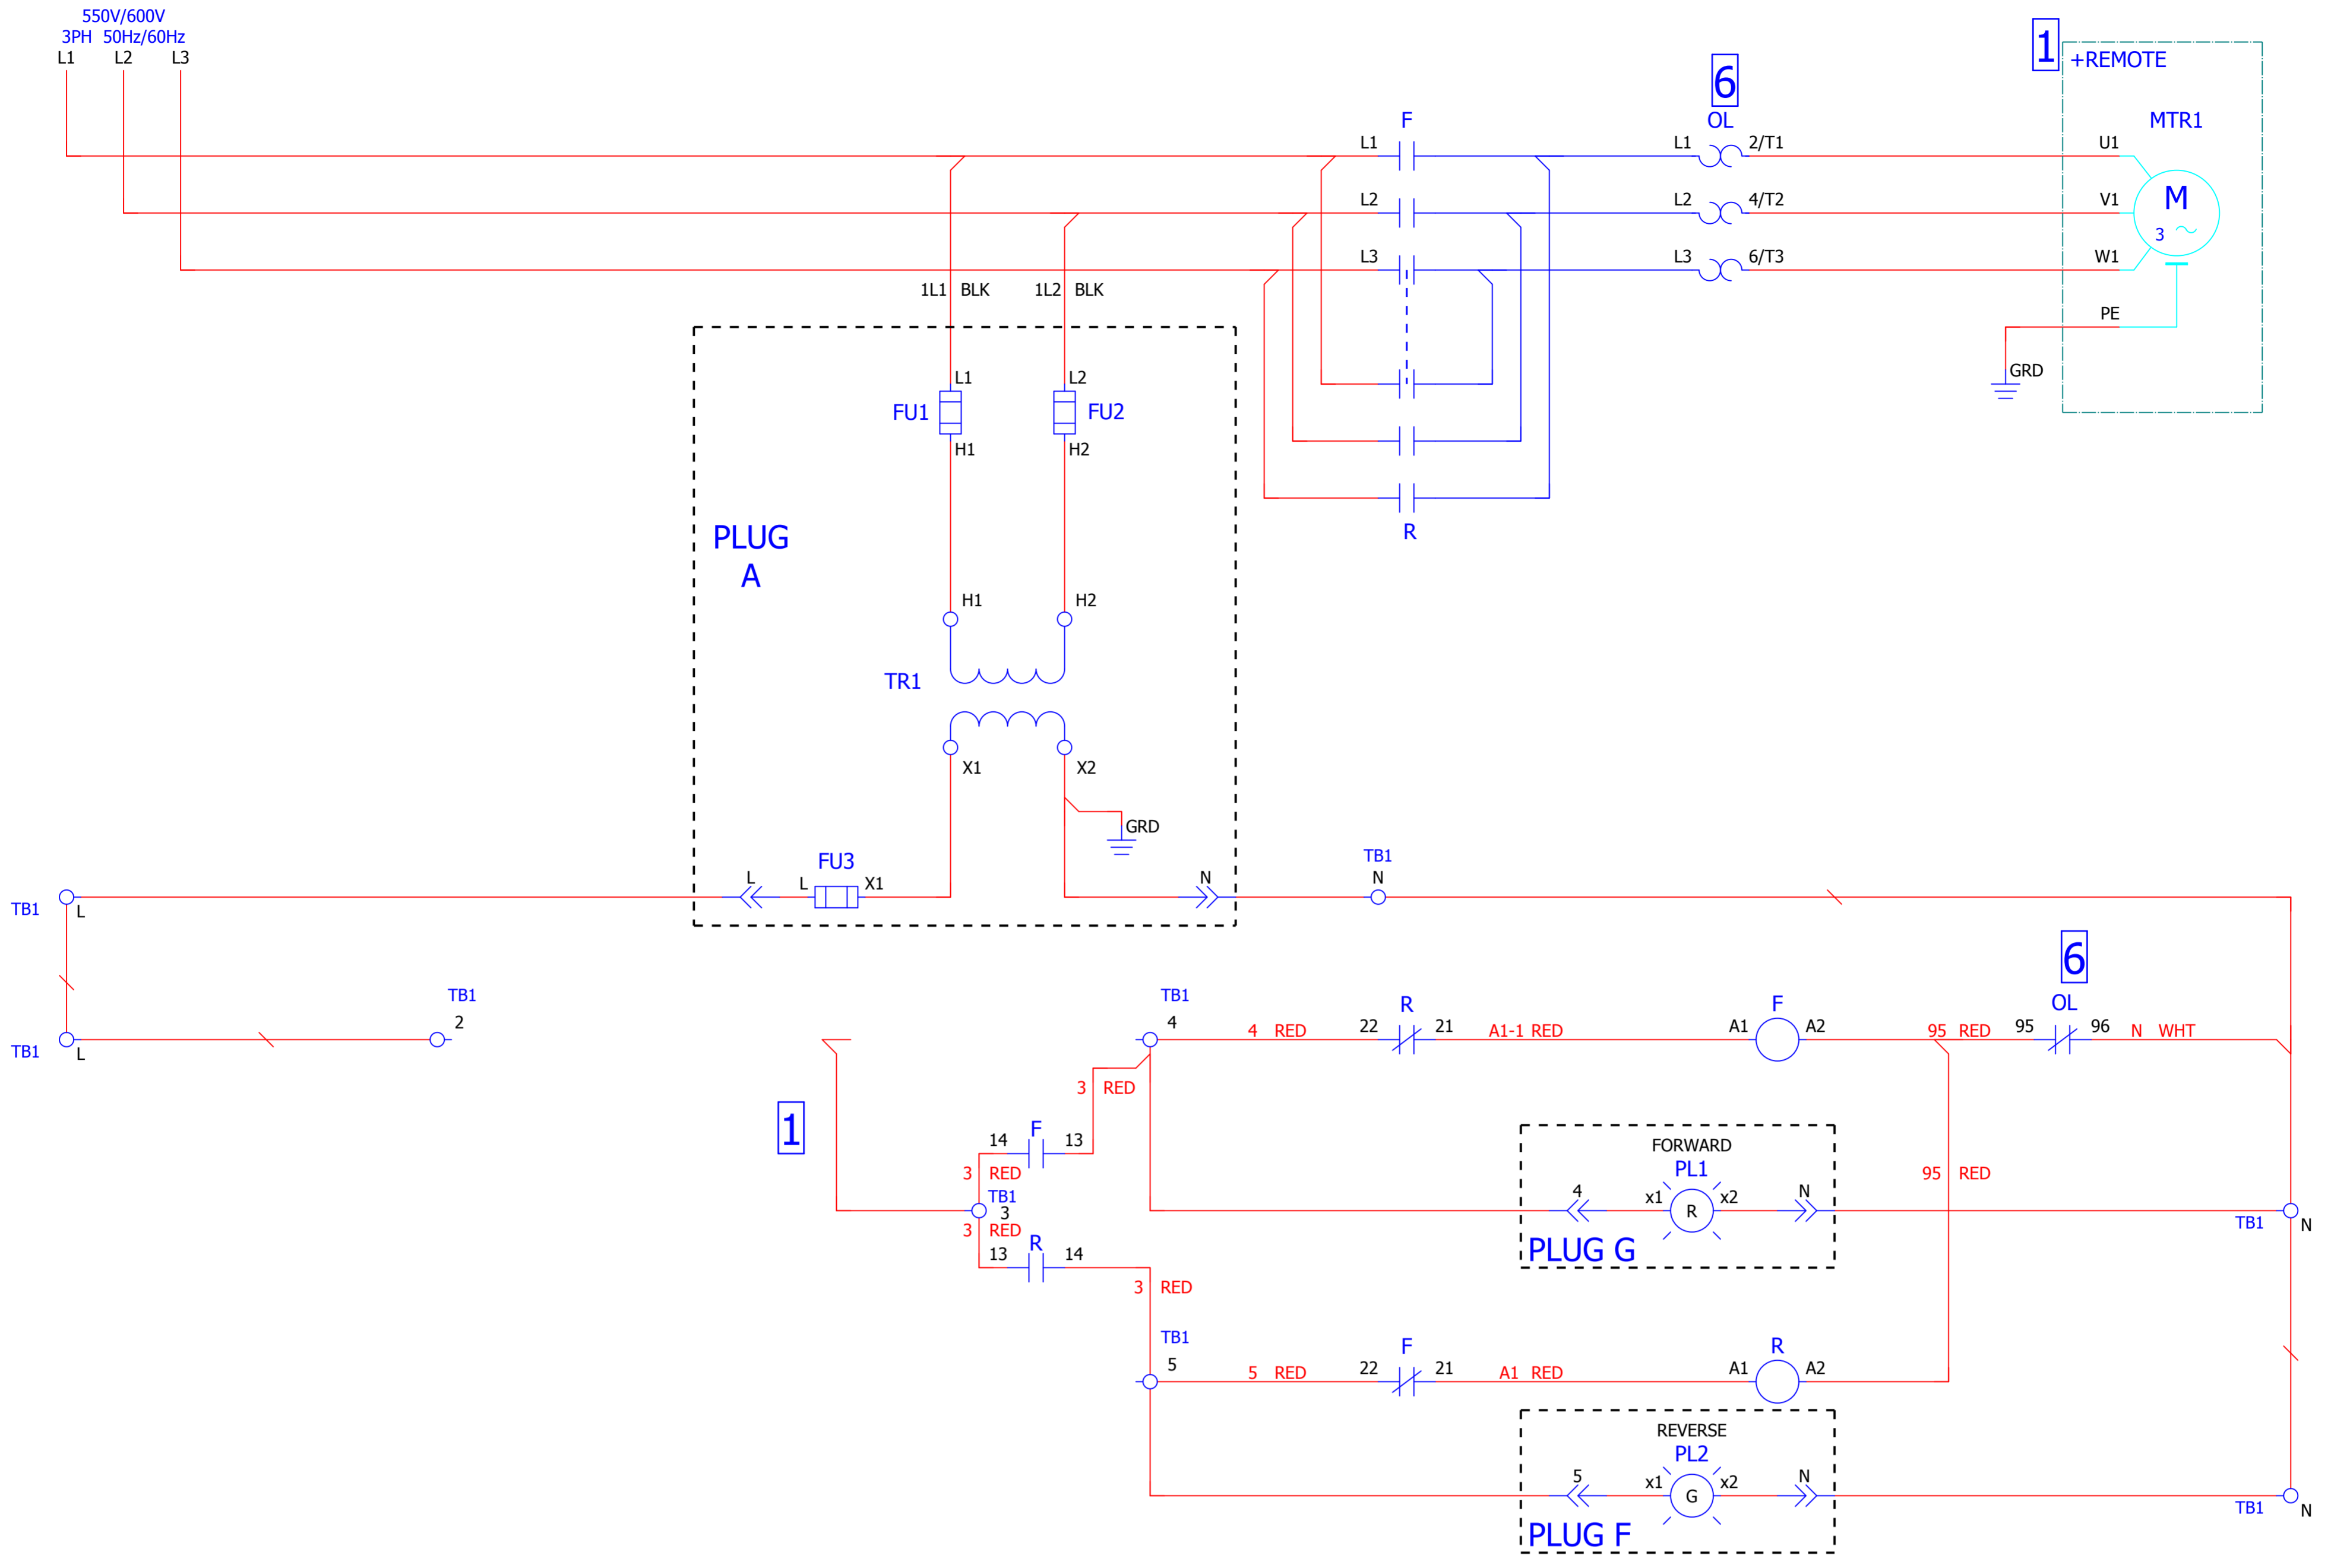 550V/600V
3PH 50Hz/60Hz
L1 L2 L3
1
+REMOTE
6
F
OL
MTR1
L1
L1
2/T1
U1
L2
L2
4/T2
V1
M
3
L3
L3
6/T3
W1
1L1 BLK
1L2 BLK
PE
GRD
L1
L2
FU1
FU2
H1
H2
PLUG
A
R
H1
H2
TR1
X1
X2
GRD
FU3
L
L
X1
N
TB1
N
TB1
L
6
TB1
2
TB1
4
4 RED
R
22
21
A1-1 RED
F
A1
A2
95 RED
OL
95
96
N WHT
TB1
L
3 RED
1
F
14
13
3 RED
TB1
3
3 RED
R
13
14
FORWARD
PL1
4
x1
R
x2
N
PLUG G
95 RED
TB1
N
3 RED
TB1
5
5 RED
F
22
21
A1 RED
R
A1
A2
REVERSE
PL2
5
x1
G
x2
N
PLUG F
TB1
N